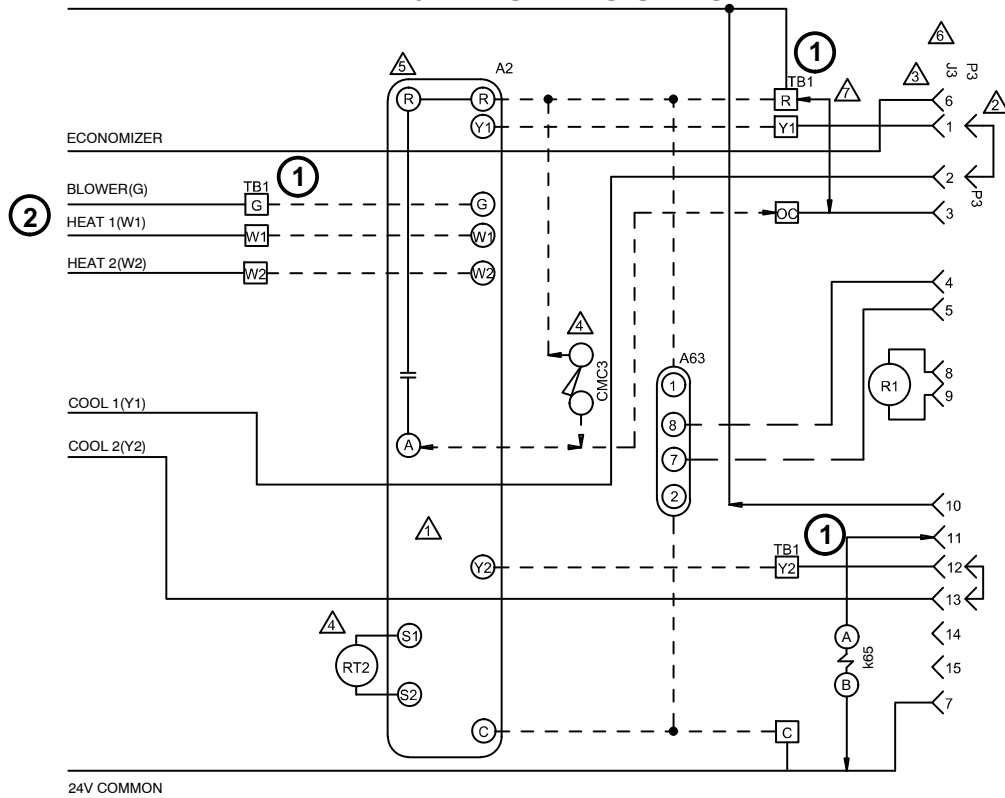 6
5
A2
1
TB1
3
J3
P3
R
R
R
7
6
2
Y1
Y1
1
ECONOMIZER
BLOWER(G)
TB1
1
2
P3
2
G
G
HEAT 1(W1)
W1
W1
OC
3
HEAT 2(W2)
W2
W2
4
4
5
CMC3
A63
1
R1
8
9
COOL 1(Y1)
8
COOL 2(Y2)
A
7
2
10
1
1
11
TB1
Y2
Y2
12
13
4
S1
A
14
RT2
k65
15
S2
B
7
C
C
24V COMMON